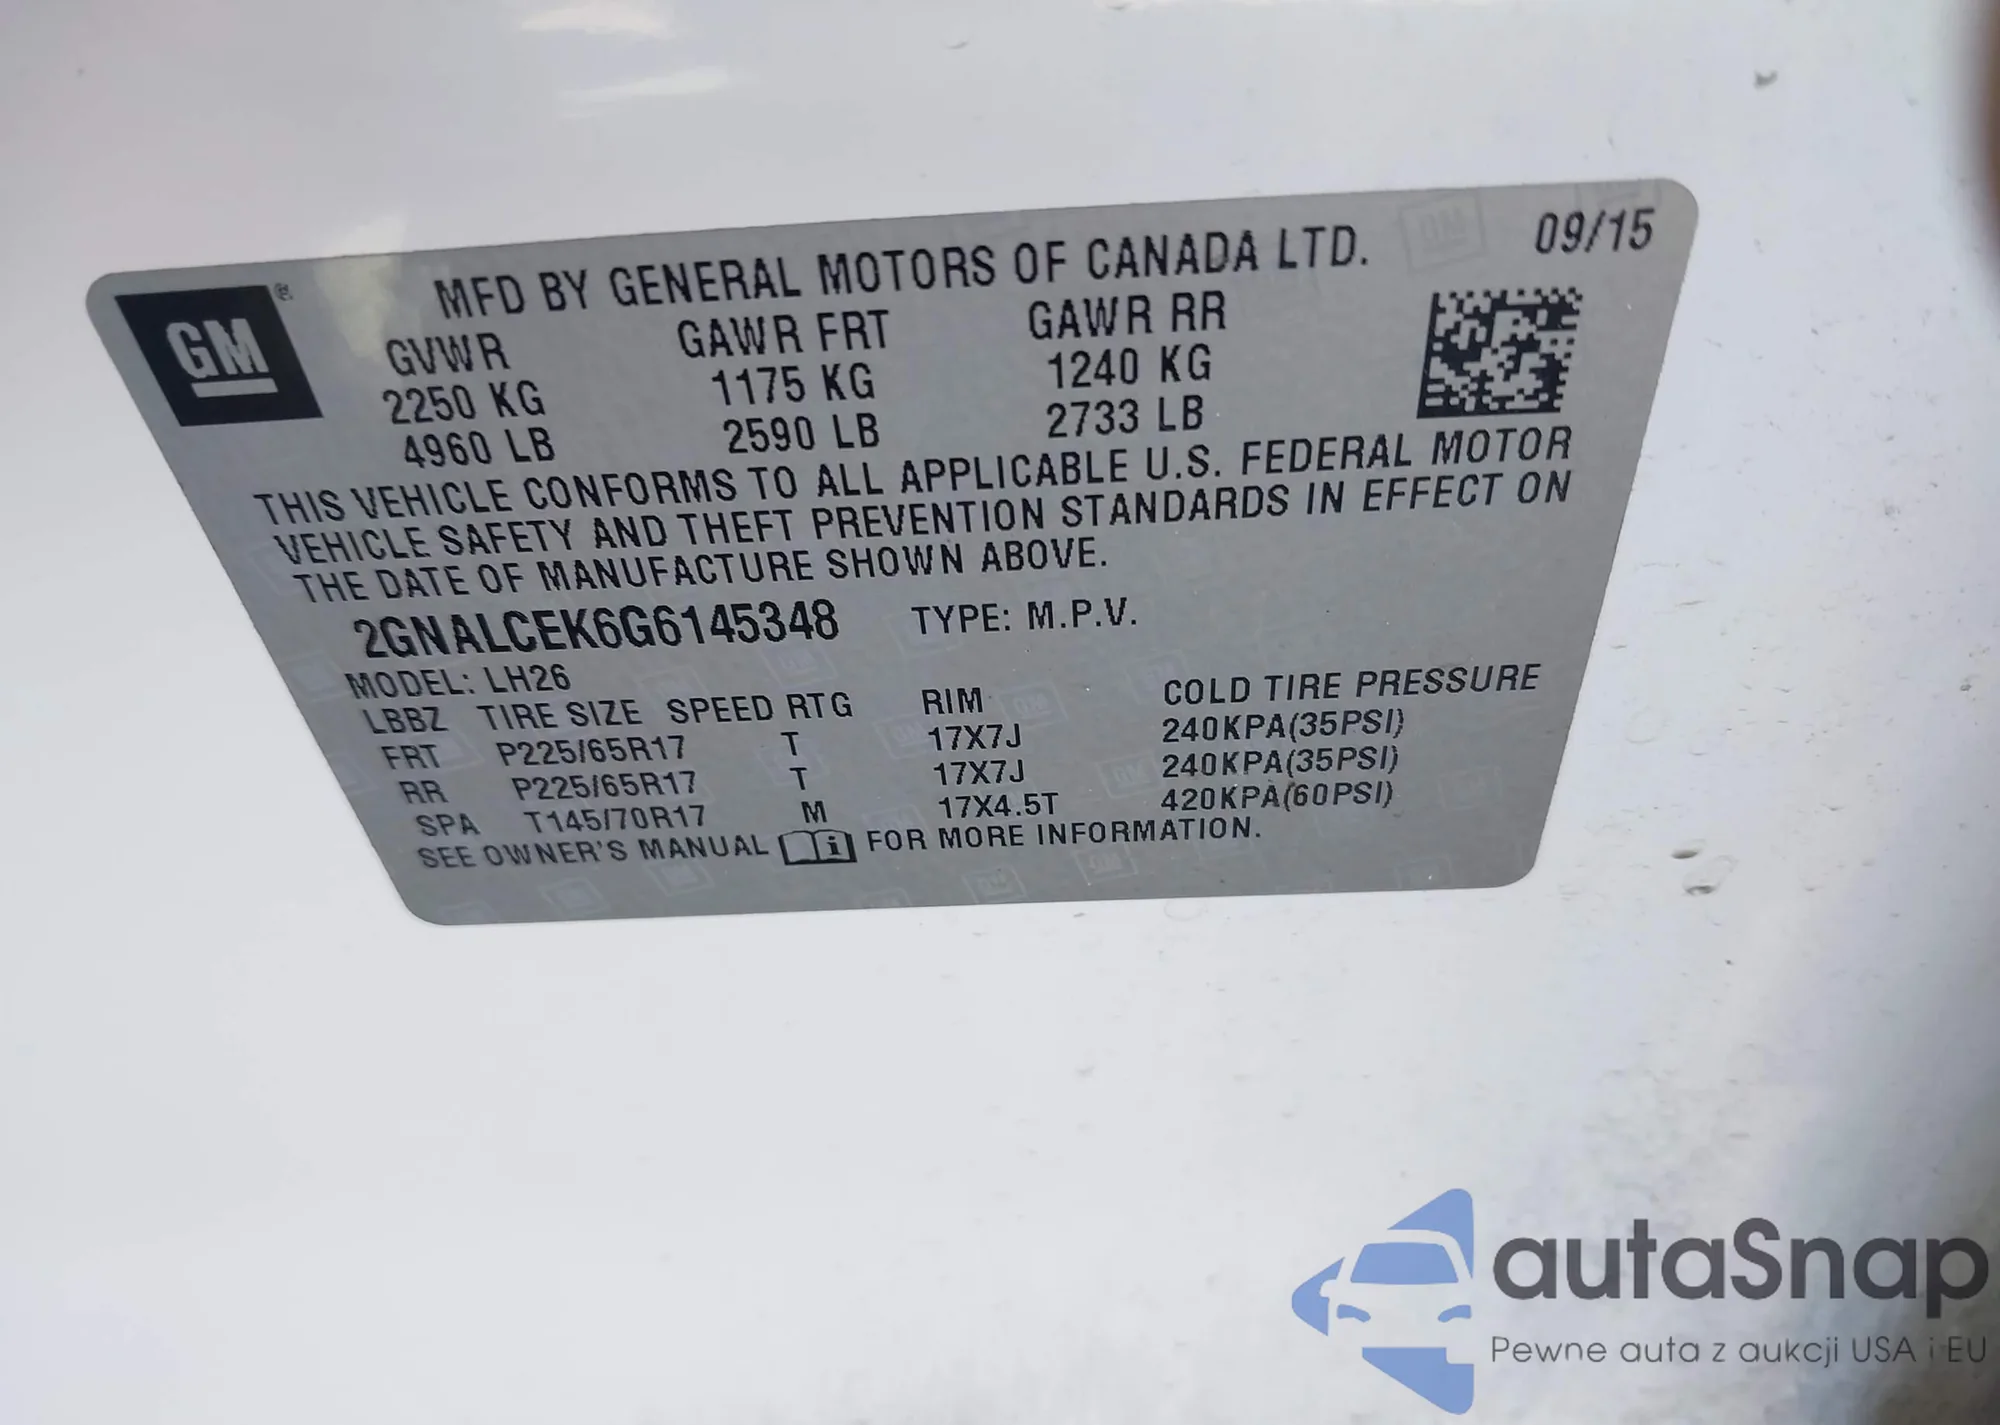 GM
MFD BY GENERAL MOTORS OF CANADA LTD. 09/15
GVWR GAWR FRT GAWR RR
2250 KG 1175 KG 1240 KG
4960 LB 2590 LB 2733 LB
THIS VEHICLE CONFORMS TO ALL APPLICABLE U.S. FEDERAL MOTOR
VEHICLE SAFETY AND THEFT PREVENTION STANDARDS IN EFFECT ON
THE DATE OF MANUFACTURE SHOWN ABOVE.
2GNALCEK6G6145348 TYPE: M.P.V.
MODEL: LH26
LBBZ TIRE SIZE SPEED RTG RIM COLD TIRE PRESSURE
FRT P225/65R17 T 17X7J 240KPA(35PSI)
RR P225/65R17 T 17X7J 240KPA(35PSI)
SPA T145/70R17 M 17X4.5T 420KPA(60PSI)
SEE OWNER'S MANUAL i FOR MORE INFORMATION.
autaSnap
Pewne auta z aukcji USA i EU